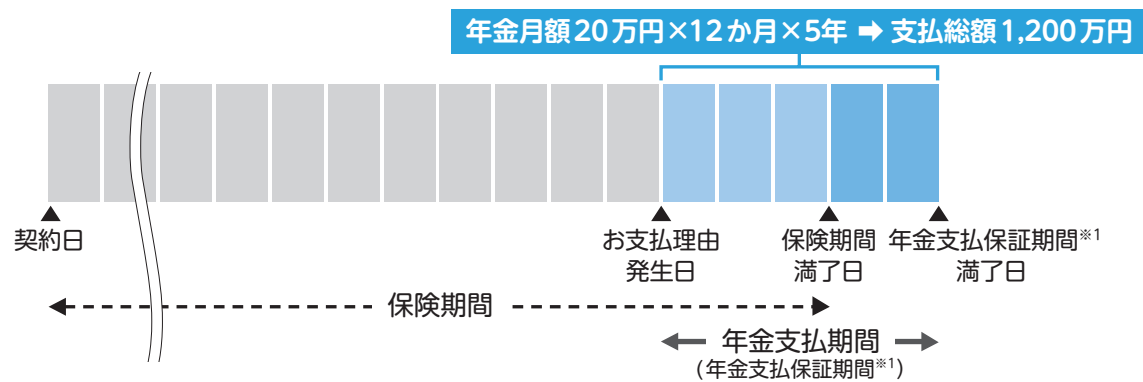 年金月額20万円×12か月×5年 ➡ 支払総額1,200万円
契約日
お支払理由
発生日
保険期間
満了日
年金支払保証期間※1
満了日
保険期間
年金支払期間
(年金支払保証期間※1)